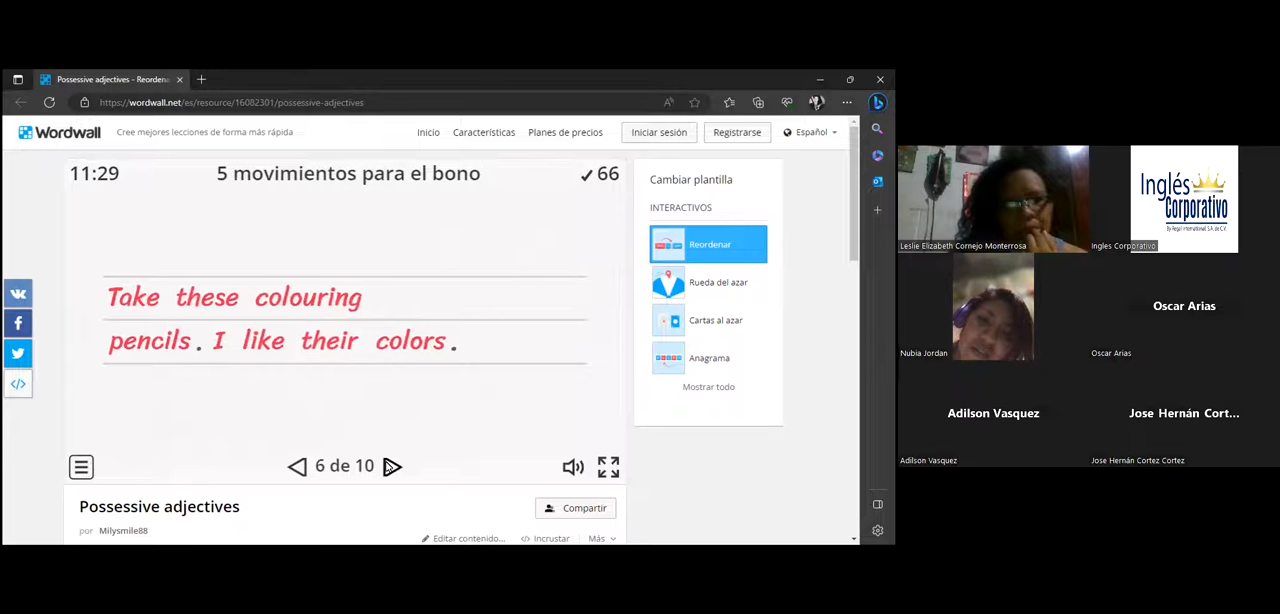 Possessive adjectives - Reordena
https://wordwall.net/es/resource/16082301/possessive-adjectives
Wordwall
Cree mejores lecciones de forma más rápida
Inicio
Características
Planes de precios
Iniciar sesión
Registrarse
Español
11:29
5 movimientos para el bono
66
Take these colouring
pencils. I like their colors.
6 de 10
Possessive adjectives
por Milysmile88
Compartir
Editar contenido...
Incrustar
Más
Cambiar plantilla
INTERACTIVOS
Reordenar
Rueda del azar
Cartas al azar
Anagrama
Mostrar todo
Leslie Elizabeth Cornejo Monterrosa
Inglés
Corporativo
By Regal International S.A. de C.V.
Ingles Corporativo
Nubia Jordan
Oscar Arias
Oscar Arias
Adilson Vasquez
Adilson Vasquez
Jose Hernán Cort...
Jose Hernán Cortez Cortez